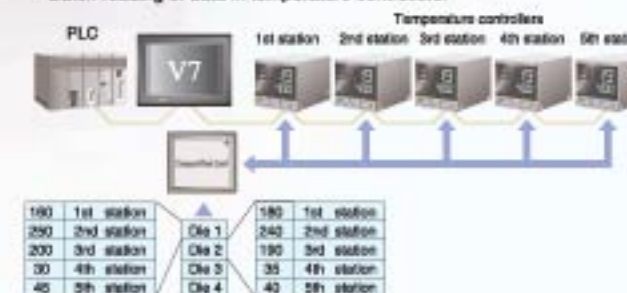 Temperature controllers
PLC
1st station 2nd station 3rd station 4th station 5th
V7
160 1st station
250 2nd station
200 3rd station
30 4th station
45 5th station
Die 1
Die 2
Die 3
Die 4
180 1st station
240 2nd station
190 3rd station
35 4th station
40 5th station